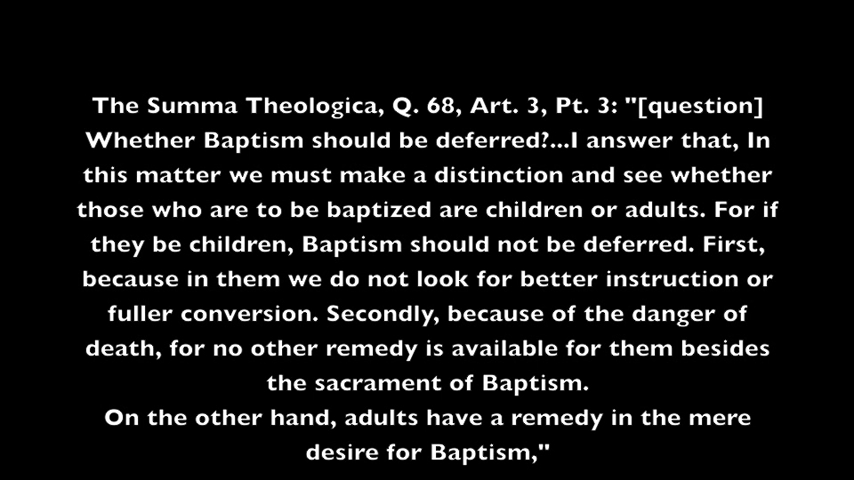 The Summa Theologica, Q. 68, Art. 3, Pt. 3: "[question]
Whether Baptism should be deferred?...I answer that, In
this matter we must make a distinction and see whether
those who are to be baptized are children or adults. For if
they be children, Baptism should not be deferred. First,
because in them we do not look for better instruction or
fuller conversion. Secondly, because of the danger of
death, for no other remedy is available for them besides
the sacrament of Baptism.
On the other hand, adults have a remedy in the mere
desire for Baptism,"